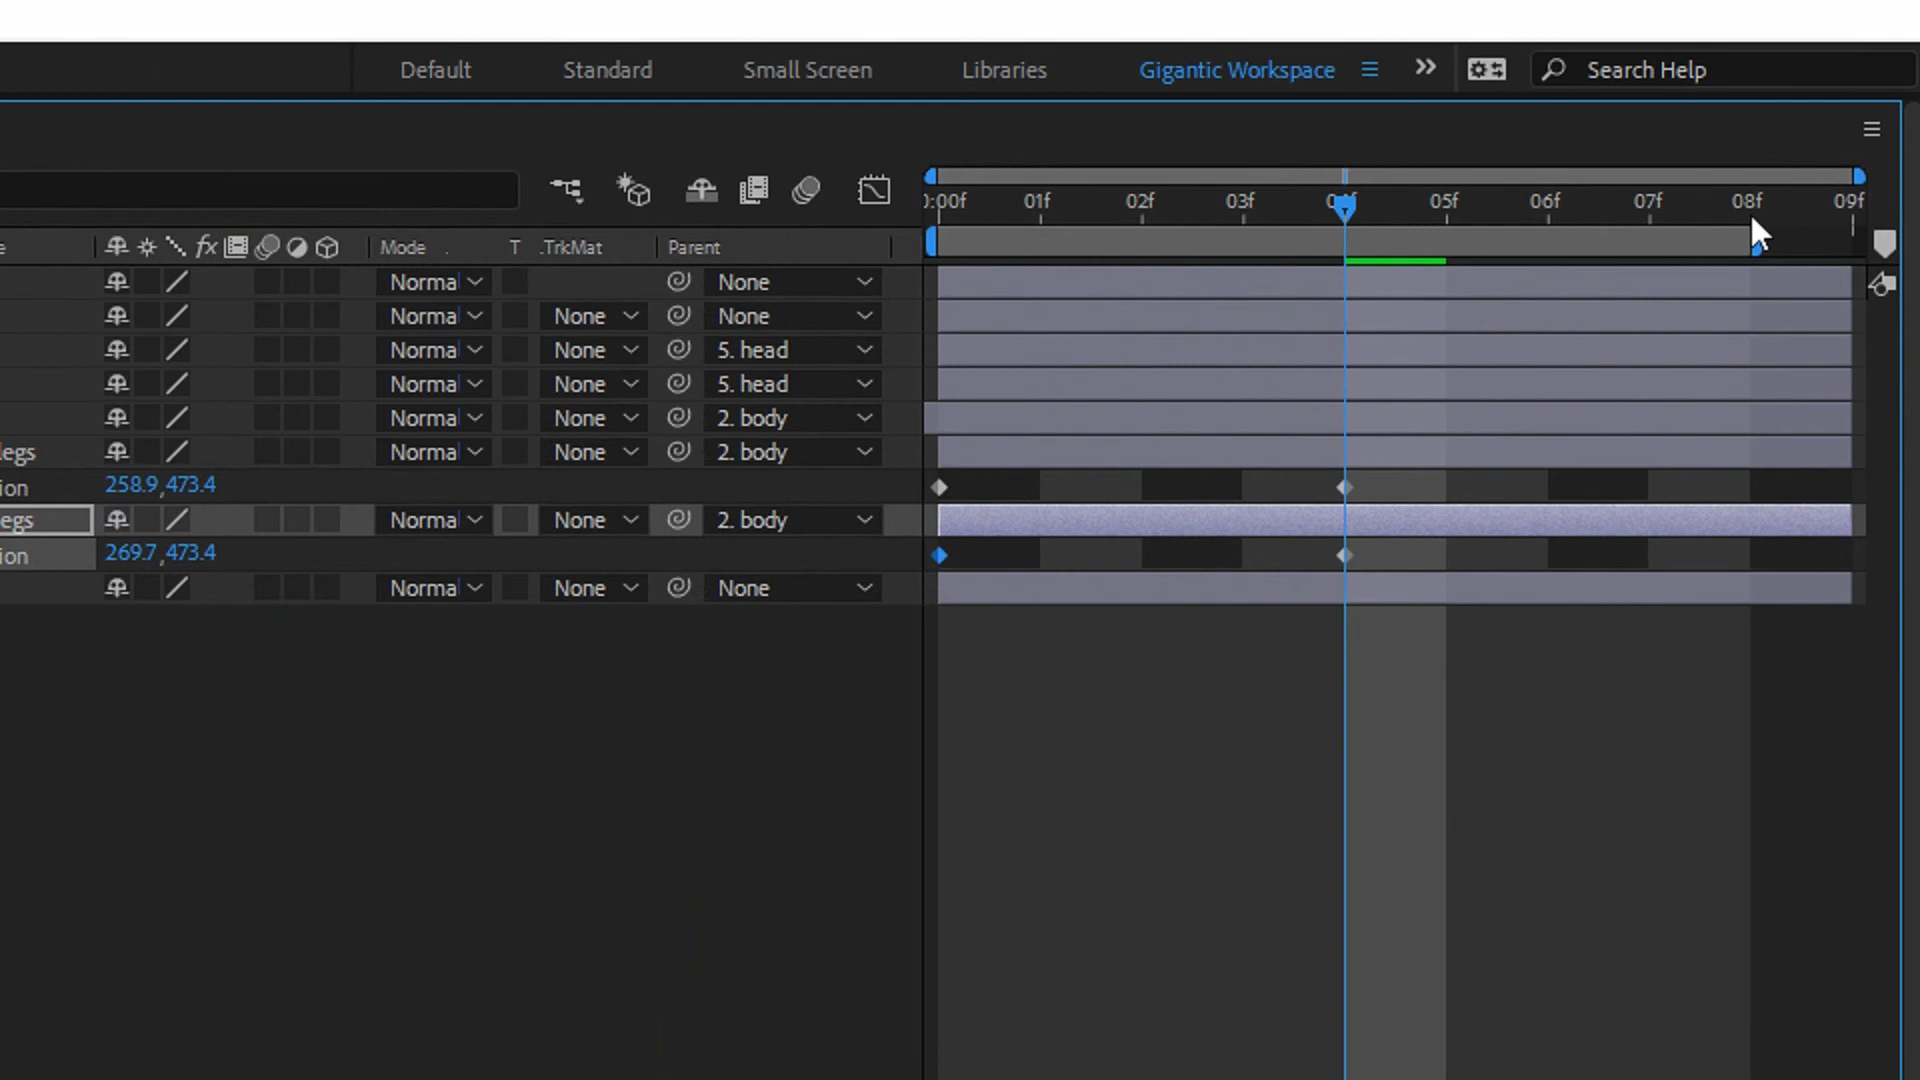 Default Standard Small Screen Libraries Gigantic Workspace Search Help
:00f 01f 02f 03f 05f 06f 07f 08f 09f
e fx Mode T .TrkMat Parent
Normal None
Normal None None
Normal None 5. head
Normal None 5. head
Normal None 2. body
legs Normal None 2. body
ion 258.9,473.4
egs Normal None 2. body
ion 269.7,473.4
Normal None None